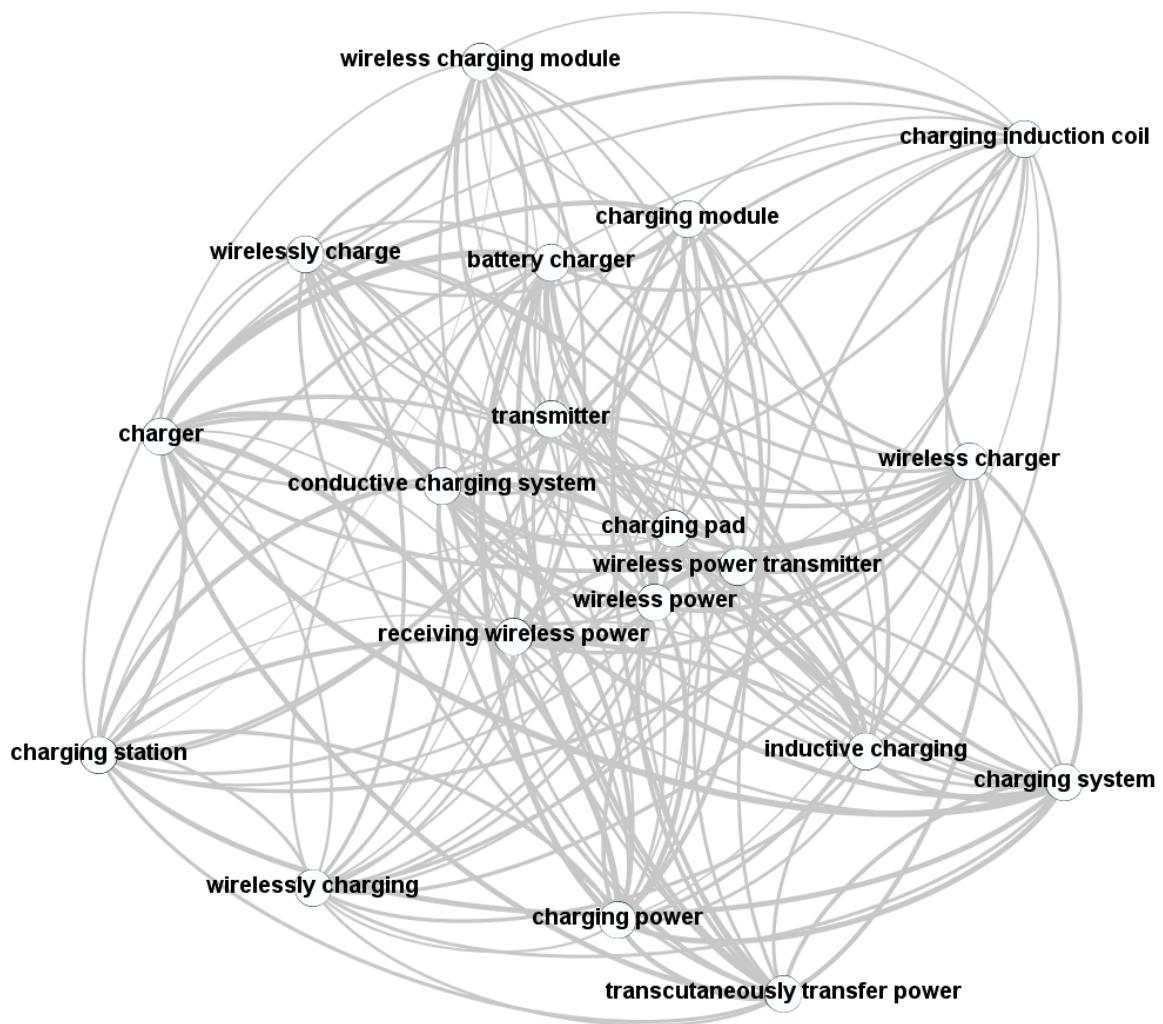 wireless charging module
charging induction coil
charging module
wirelessly charge
battery charger
transmitter
charger
wireless charger
conductive charging system
charging pad
wireless power transmitter
wireless power
receiving wireless power
charging station
inductive charging
charging system
wirelessly charging
charging power
transcutaneously transfer power